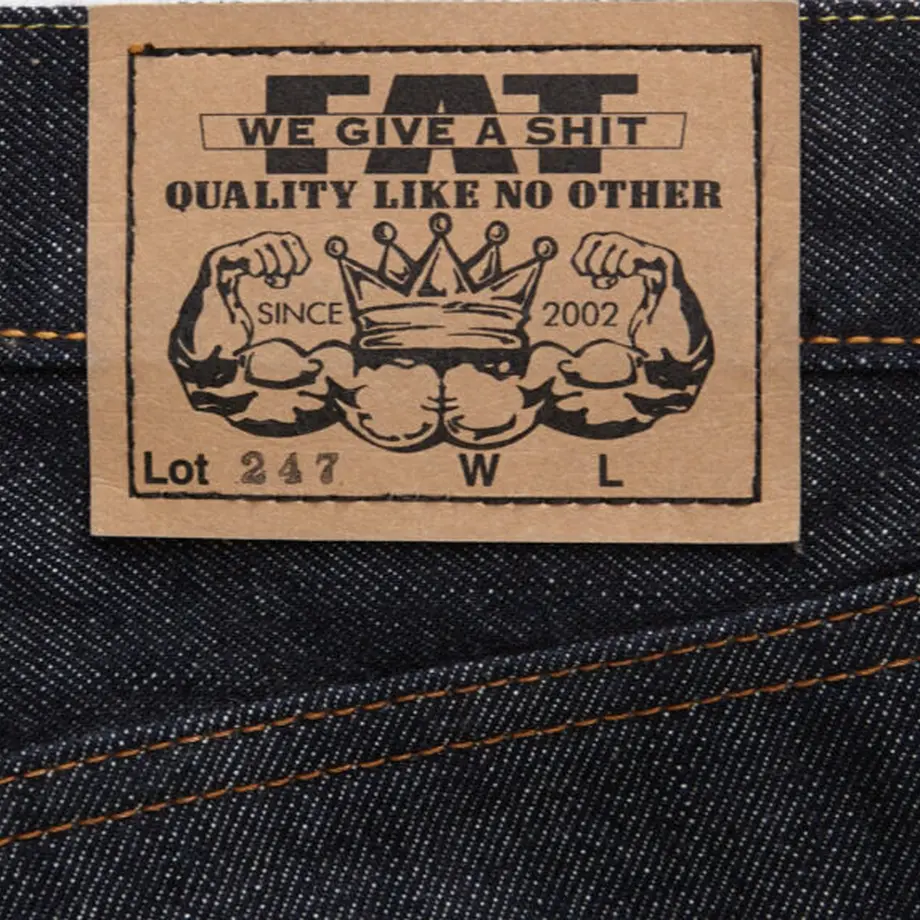 FAT
WE GIVE A SHIT
QUALITY LIKE NO OTHER
SINCE 2002
Lot 247 W L